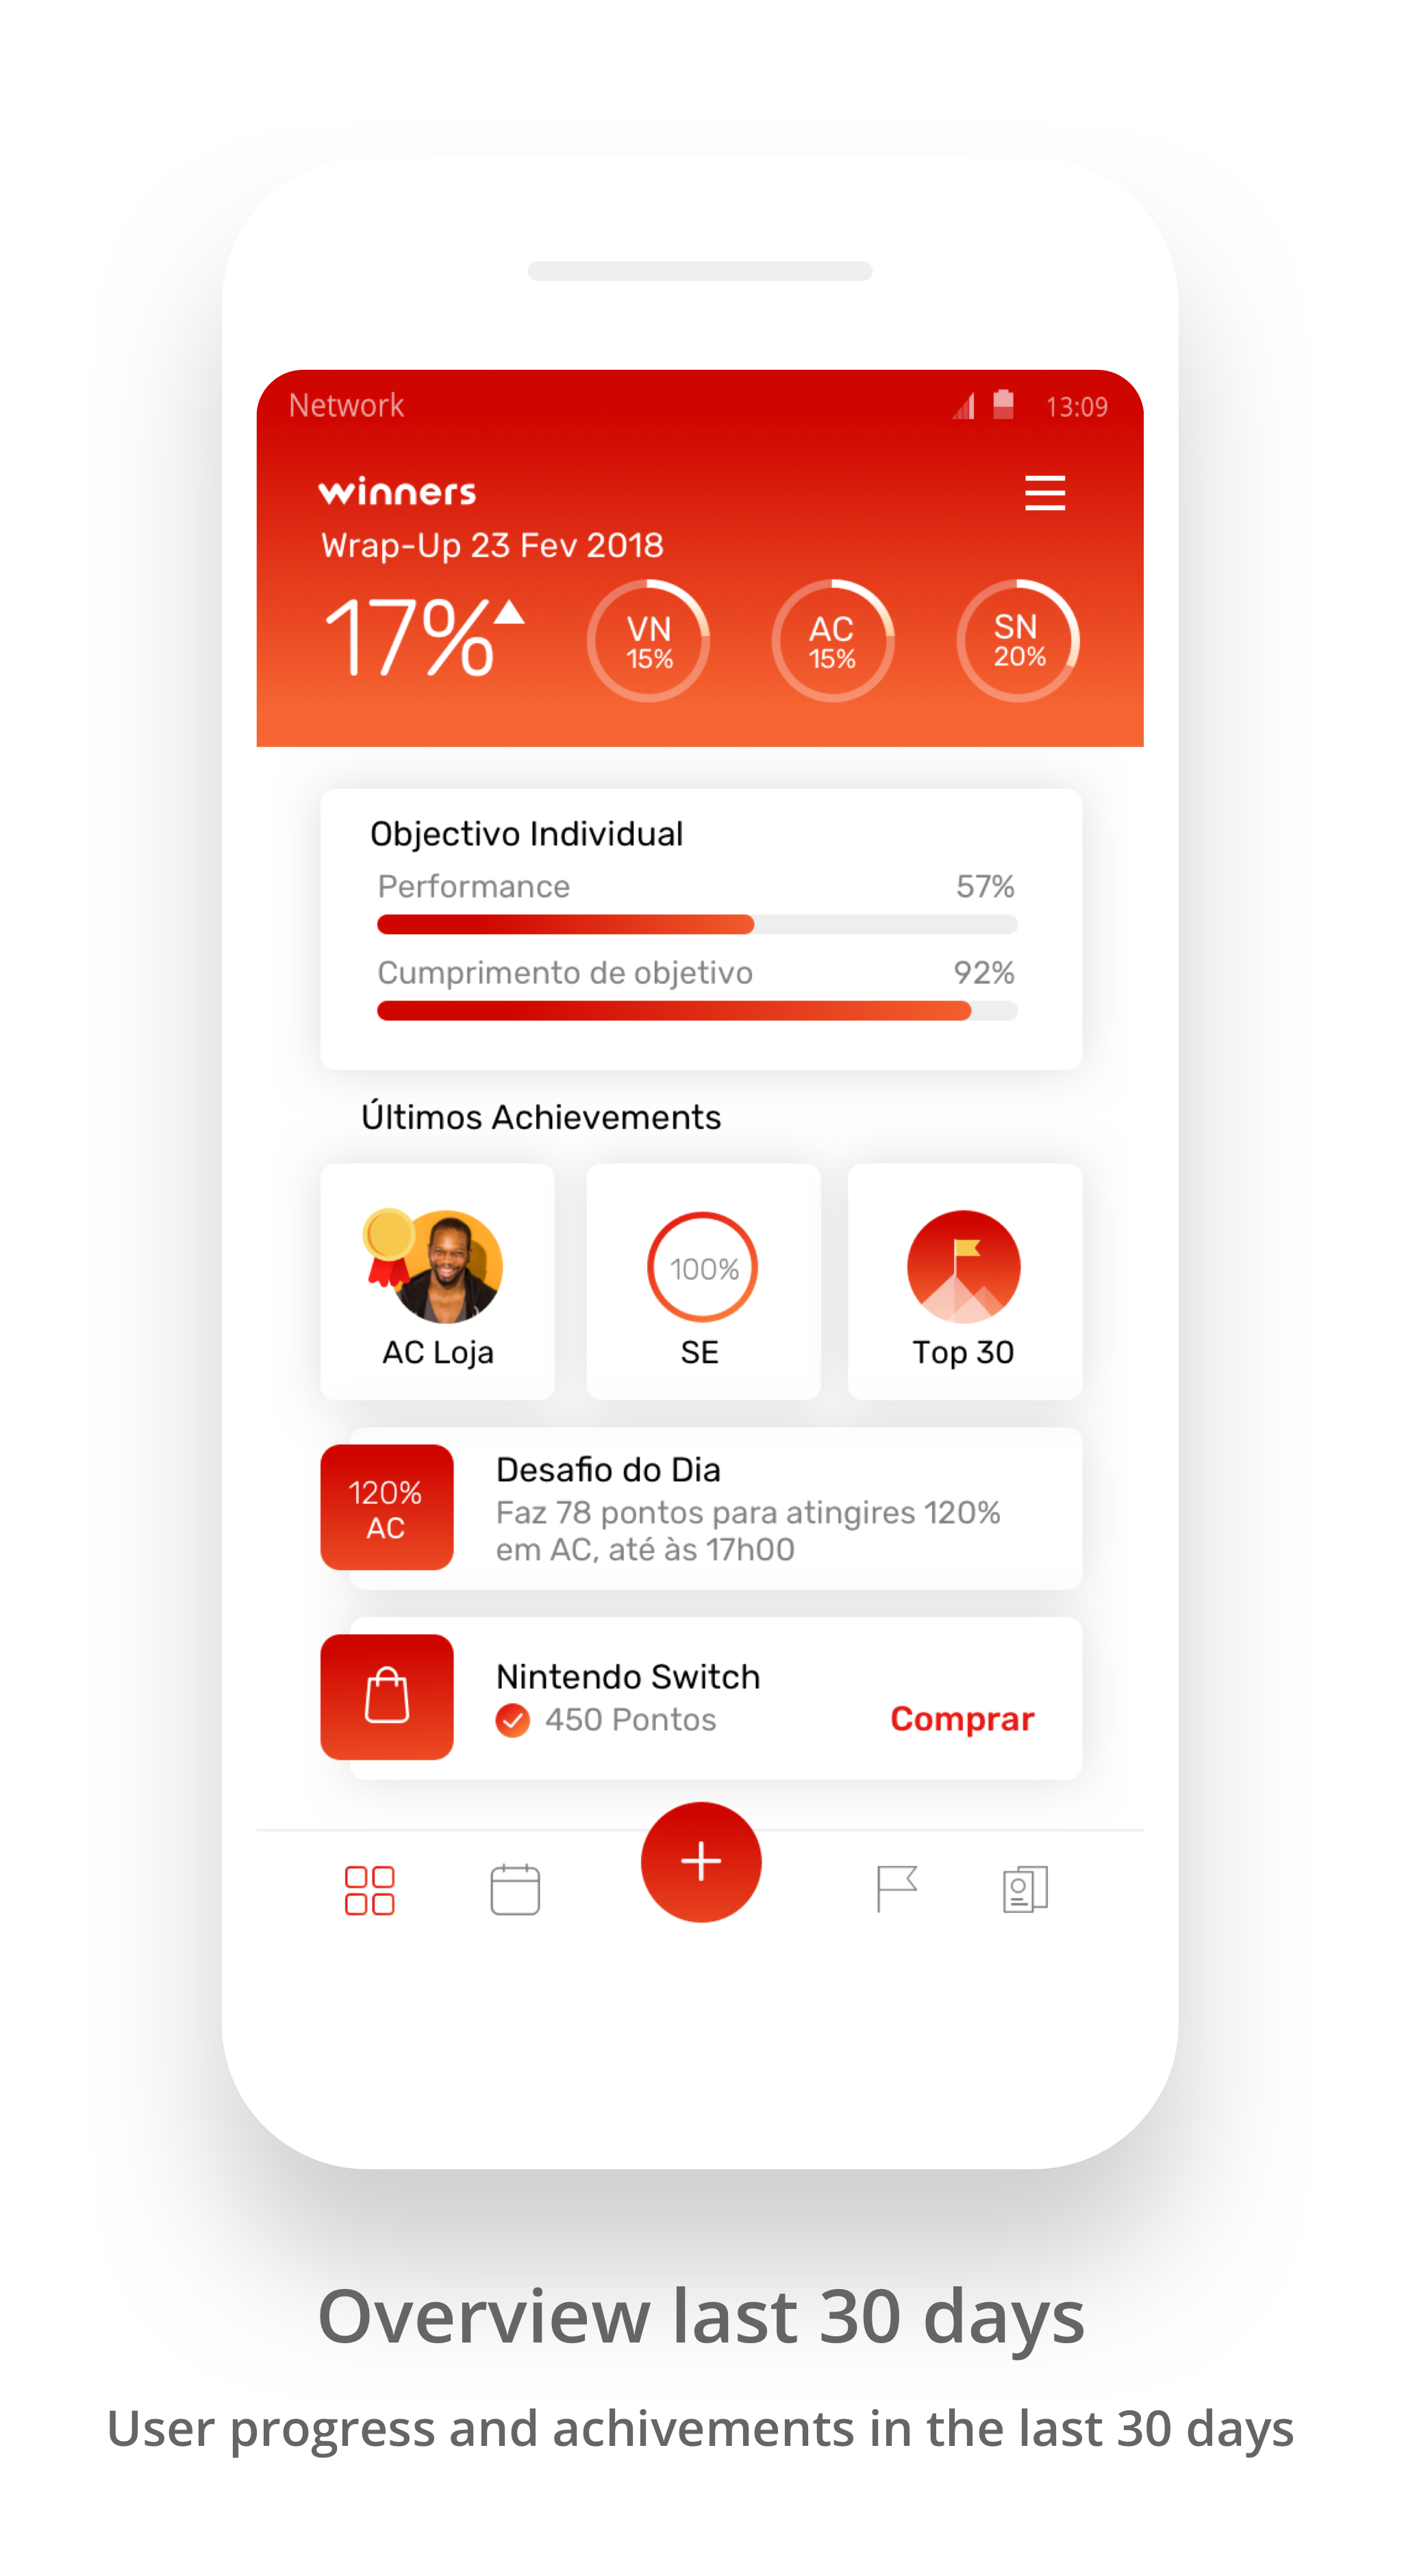 Network 13:09
winners
Wrap-Up 23 Fev 2018
17%
VN
15%
AC
15%
SN
20%
Objectivo Individual
Performance 57%
Cumprimento de objetivo 92%
Últimos Achievements
AC Loja
100%
SE
Top 30
120%
AC
Desafio do Dia
Faz 78 pontos para atingires 120%
em AC, até às 17h00
Nintendo Switch
450 Pontos
Comprar
Overview last 30 days
User progress and achivements in the last 30 days